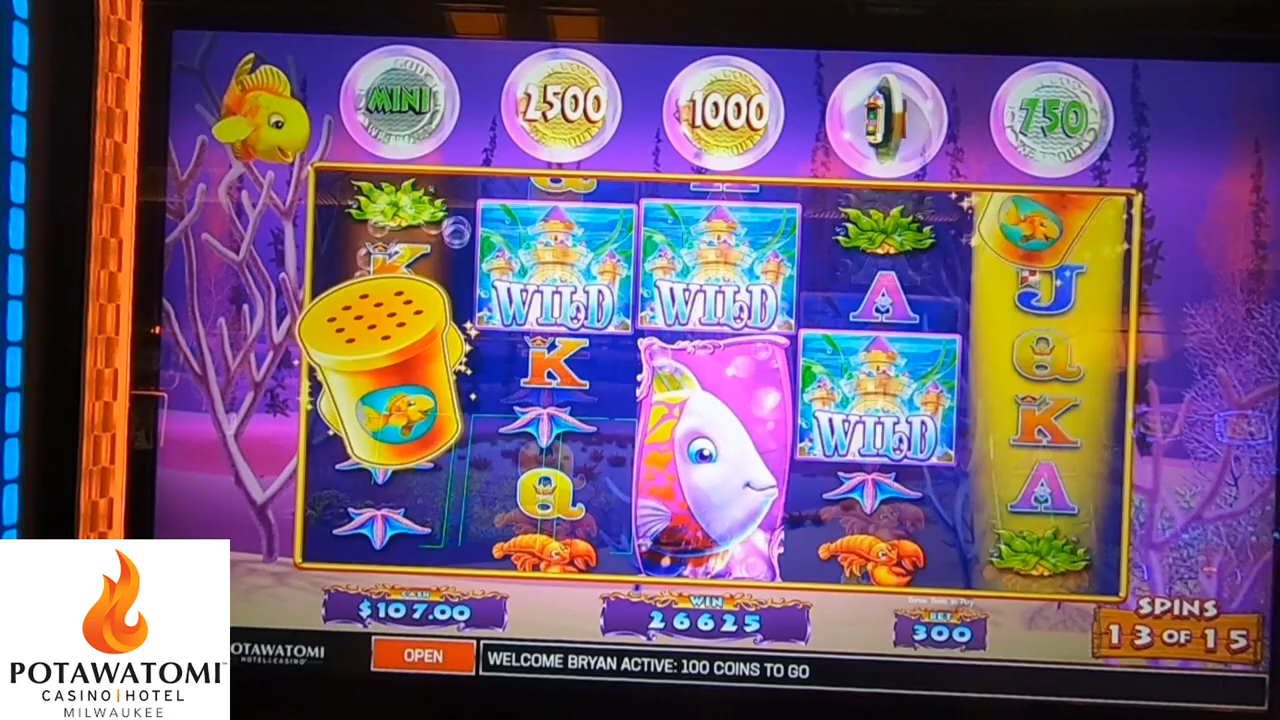 MINI
2500
1000
750
K
WILD
WILD
A
J
K
Q
WILD
K
Q
A
CASH
$107.00
WIN
26625
BET
300
SPINS
13 OF 15
POTAWATOMI
HOTEL & CASINO
OPEN
WELCOME BRYAN ACTIVE: 100 COINS TO GO
POTAWATOMI
CASINO | HOTEL
MILWAUKEE